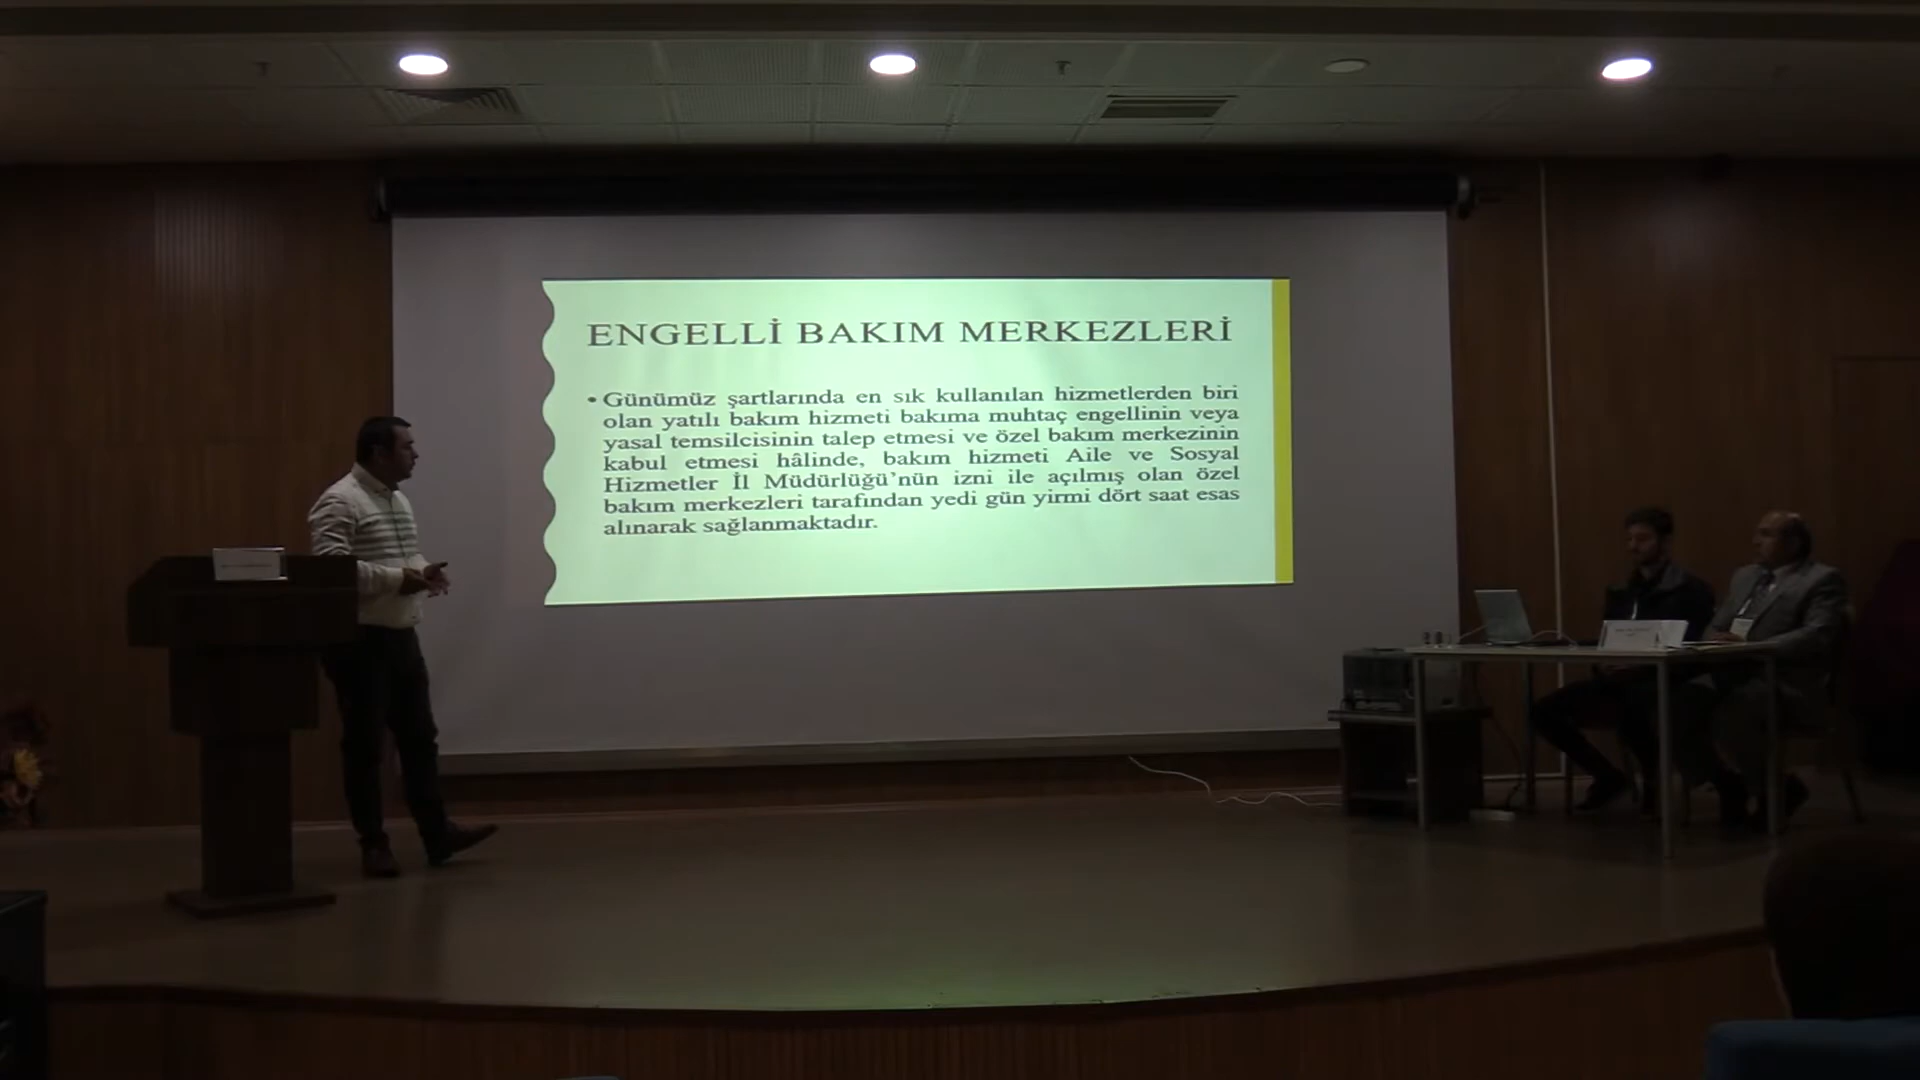 ENGELLİ BAKIM MERKEZLERİ
• Günümüz şartlarında en sık kullanılan hizmetlerden biri
olan yatılı bakım hizmeti bakıma muhtaç engellinin veya
yasal temsilcisinin talep etmesi ve özel bakım merkezinin
kabul etmesi hâlinde, bakım hizmeti Aile ve Sosyal
Hizmetler İl Müdürlüğü’nün izni ile açılmış olan özel
bakım merkezleri tarafından yedi gün yirmi dört saat esas
alınarak sağlanmaktadır.